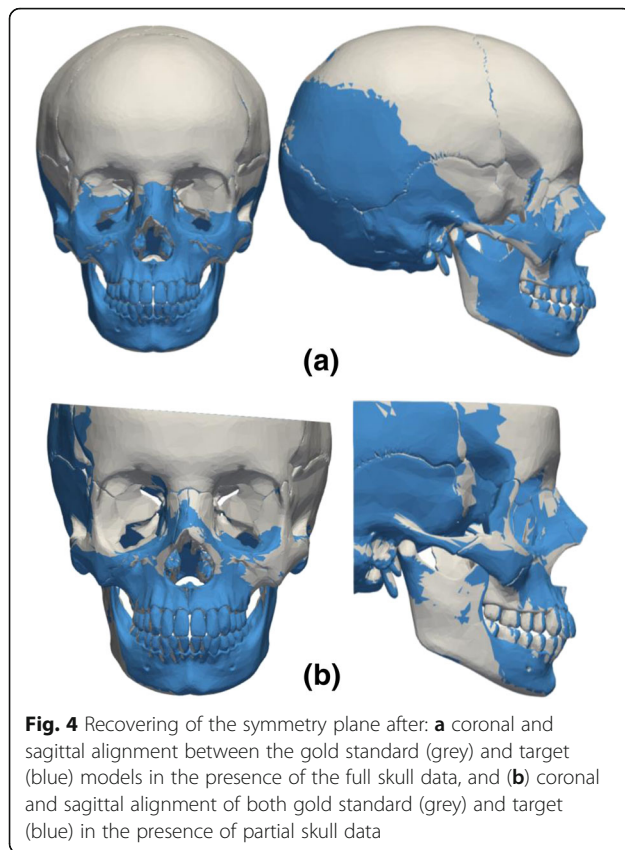 (a)
(b)
Fig. 4 Recovering of the symmetry plane after: a coronal and
sagittal alignment between the gold standard (grey) and target
(blue) models in the presence of the full skull data, and (b) coronal
and sagittal alignment of both gold standard (grey) and target
(blue) in the presence of partial skull data